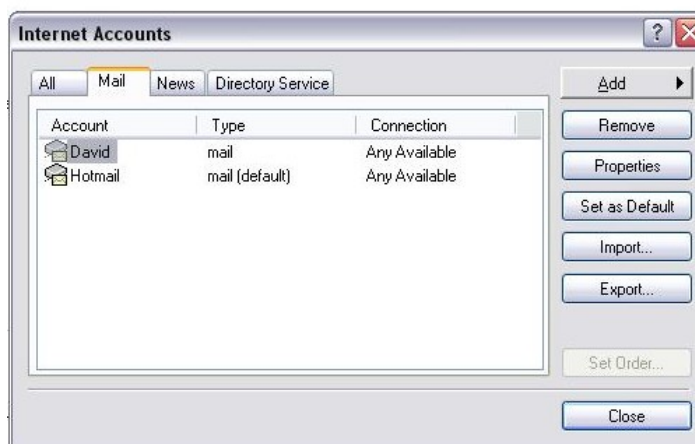 Internet Accounts
?
All Mail News Directory Service
Account Type Connection
David mail Any Available
Hotmail mail (default) Any Available
Add
Remove
Properties
Set as Default
Import...
Export...
Set Order...
Close